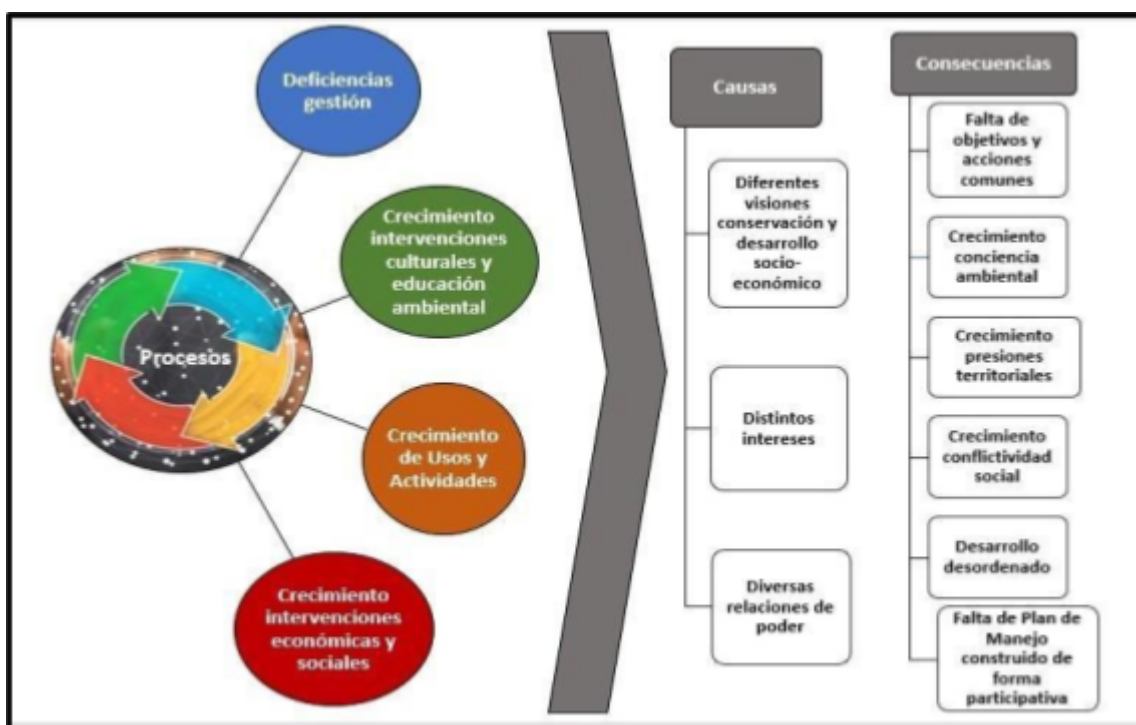 Deficiencias
gestión
Crecimiento
intervenciones
culturales y
educación
ambiental
Procesos
Crecimiento
de Usos y
Actividades
Crecimiento
intervenciones
económicas y
sociales
Causas
Diferentes
visiones
conservación y
desarrollo
socio-
económico
Distintos
intereses
Diversas
relaciones de
poder
Consecuencias
Falta de
objetivos y
acciones
comunes
Crecimiento
conciencia
ambiental
Crecimiento
presiones
territoriales
Crecimiento
conflictividad
social
Desarrollo
desordenado
Falta de Plan de
Manejo
construido de
forma
participativa